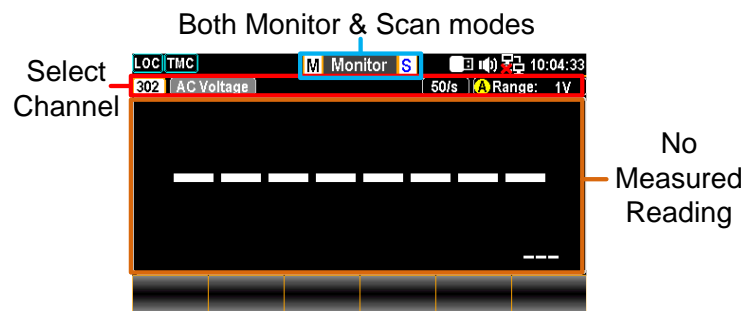 Both Monitor & Scan modes
LOC TMC M Monitor S 10:04:33
Select
Channel
302 AC Voltage 50/s A Range: 1V
No
Measured
Reading